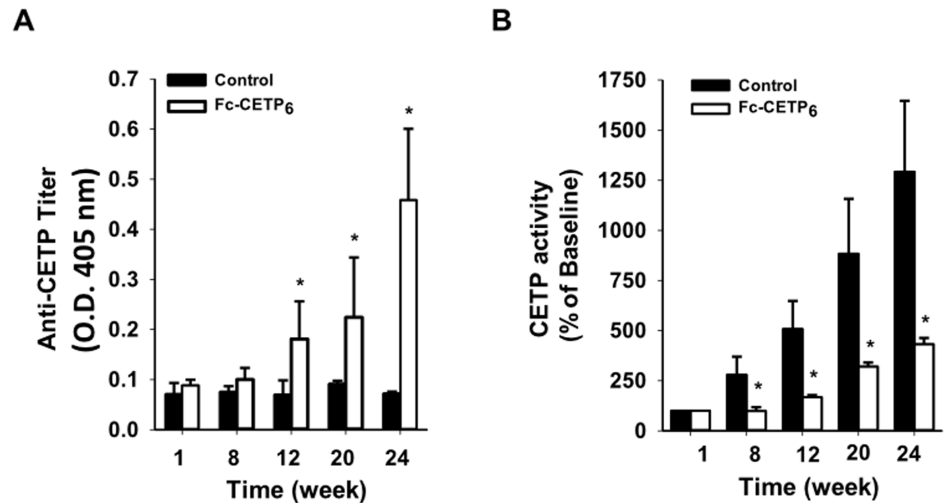 A
Anti-CETP Titer
(O.D. 405 nm)
0.7
0.6
0.5
0.4
0.3
0.2
0.1
0.0
Control
Fc-CETP6
*
*
*
1 8 12 20 24
Time (week)
B
CETP activity
(% of Baseline)
1750
1500
1250
1000
750
500
250
0
Control
Fc-CETP6
*
*
*
*
1 8 12 20 24
Time (week)